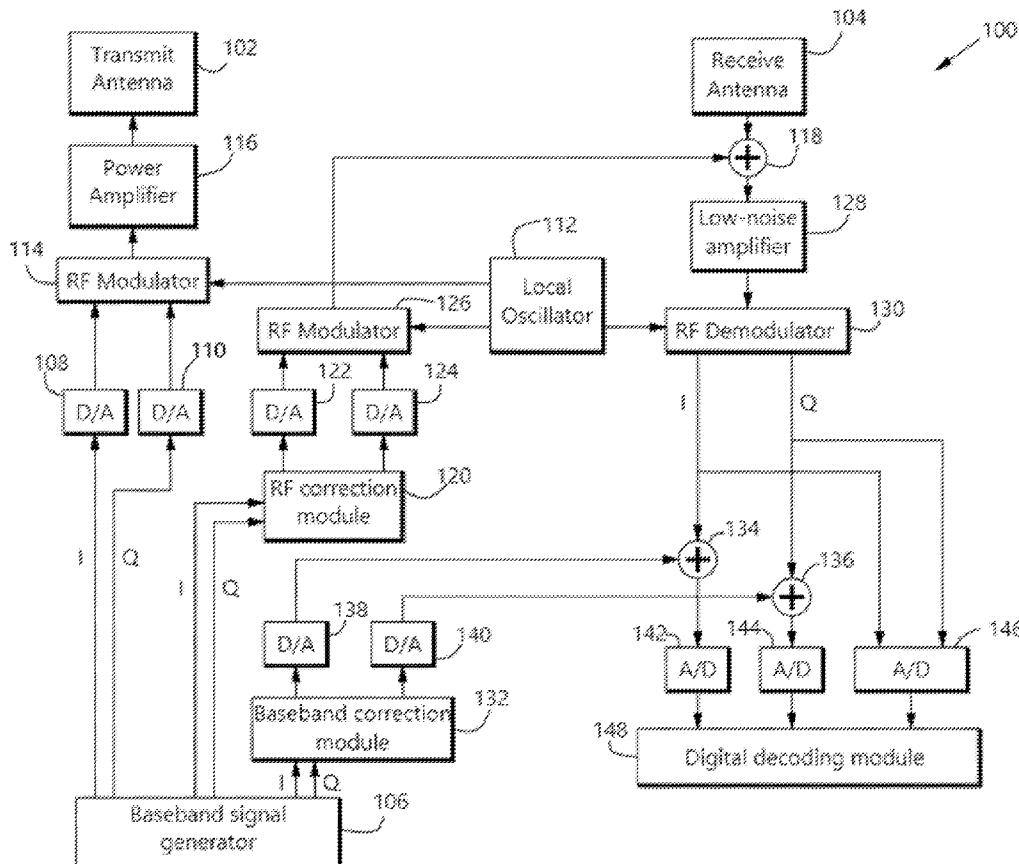 100
102
Transmit
Antenna
104
Receive
Antenna
116
Power
Amplifier
118
128
Low-noise
amplifier
112
Local
Oscillator
114
RF Modulator
126
RF Modulator
130
RF Demodulator
108
D/A
110
D/A
122
D/A
124
D/A
I
Q
120
RF correction
module
134
136
I
Q
I
Q
138
D/A
140
D/A
142
A/D
144
A/D
146
A/D
132
Baseband correction
module
148
Digital decoding module
I
Q
106
Baseband signal
generator